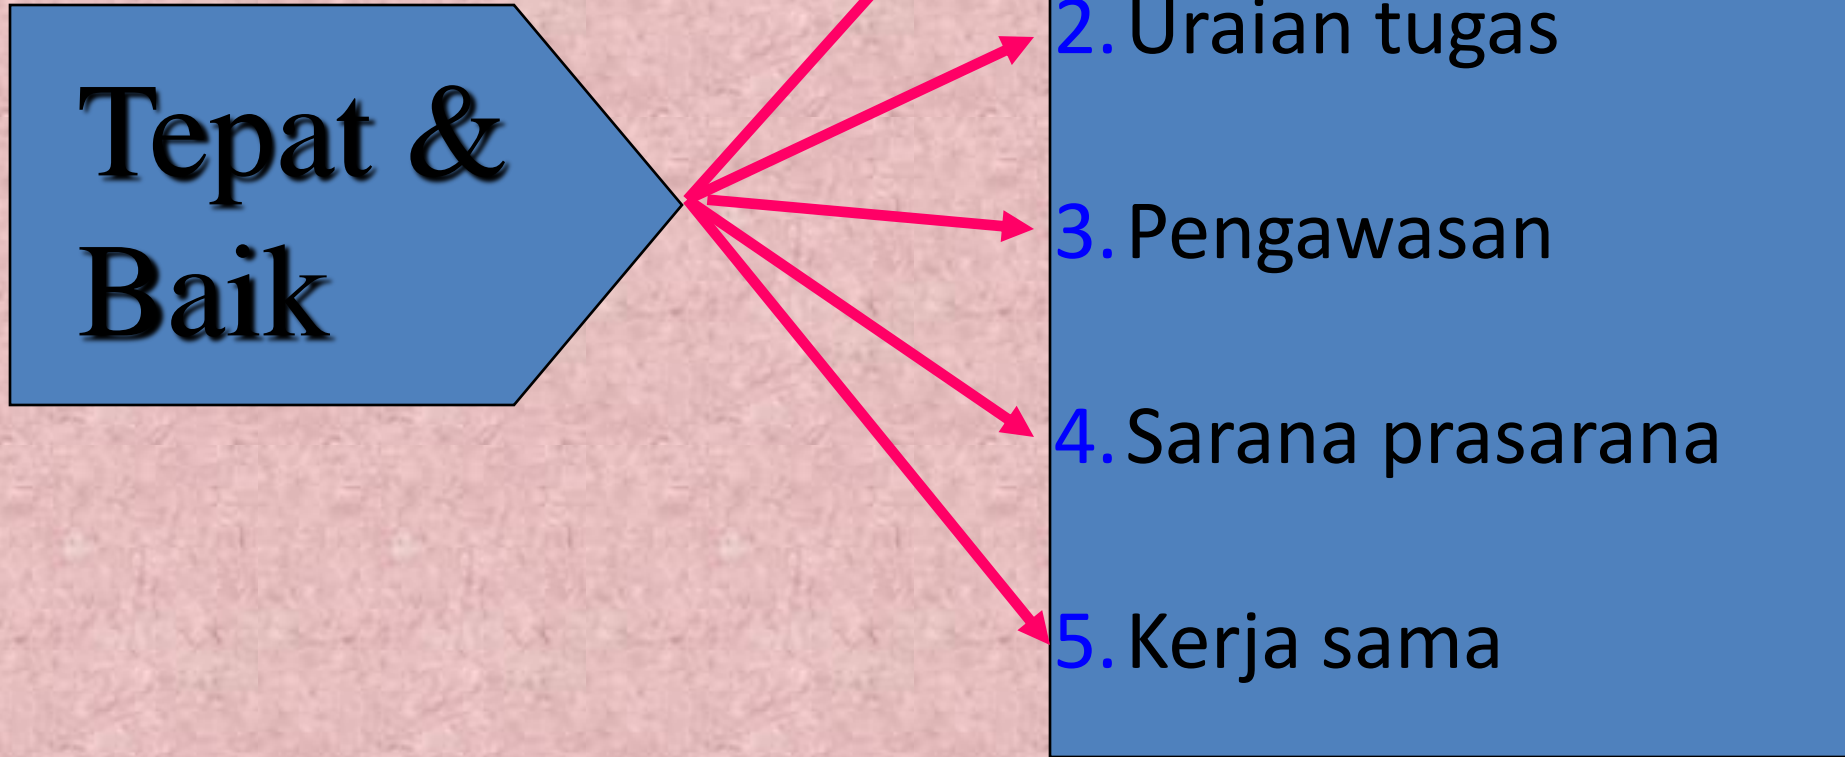 Tepat &
Baik
2. Uraian tugas
3. Pengawasan
4. Sarana prasarana
5. Kerja sama